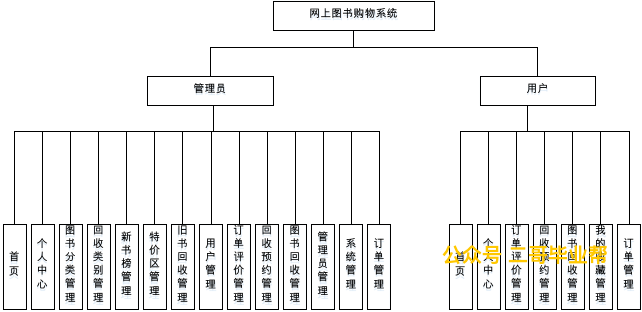 网上图书购物系统
管理员
用户
首页
个人中心
图书分类管理
回收类别管理
新书榜管理
特价区管理
旧书回收管理
用户管理
订单评价管理
回收预约管理
图书回收管理
管理员管理
系统管理
订单管理
首页
个人中心
订单评价管理
回收预约管理
图书回收管理
我的收藏管理
订单管理
公众号 二哥毕业帮